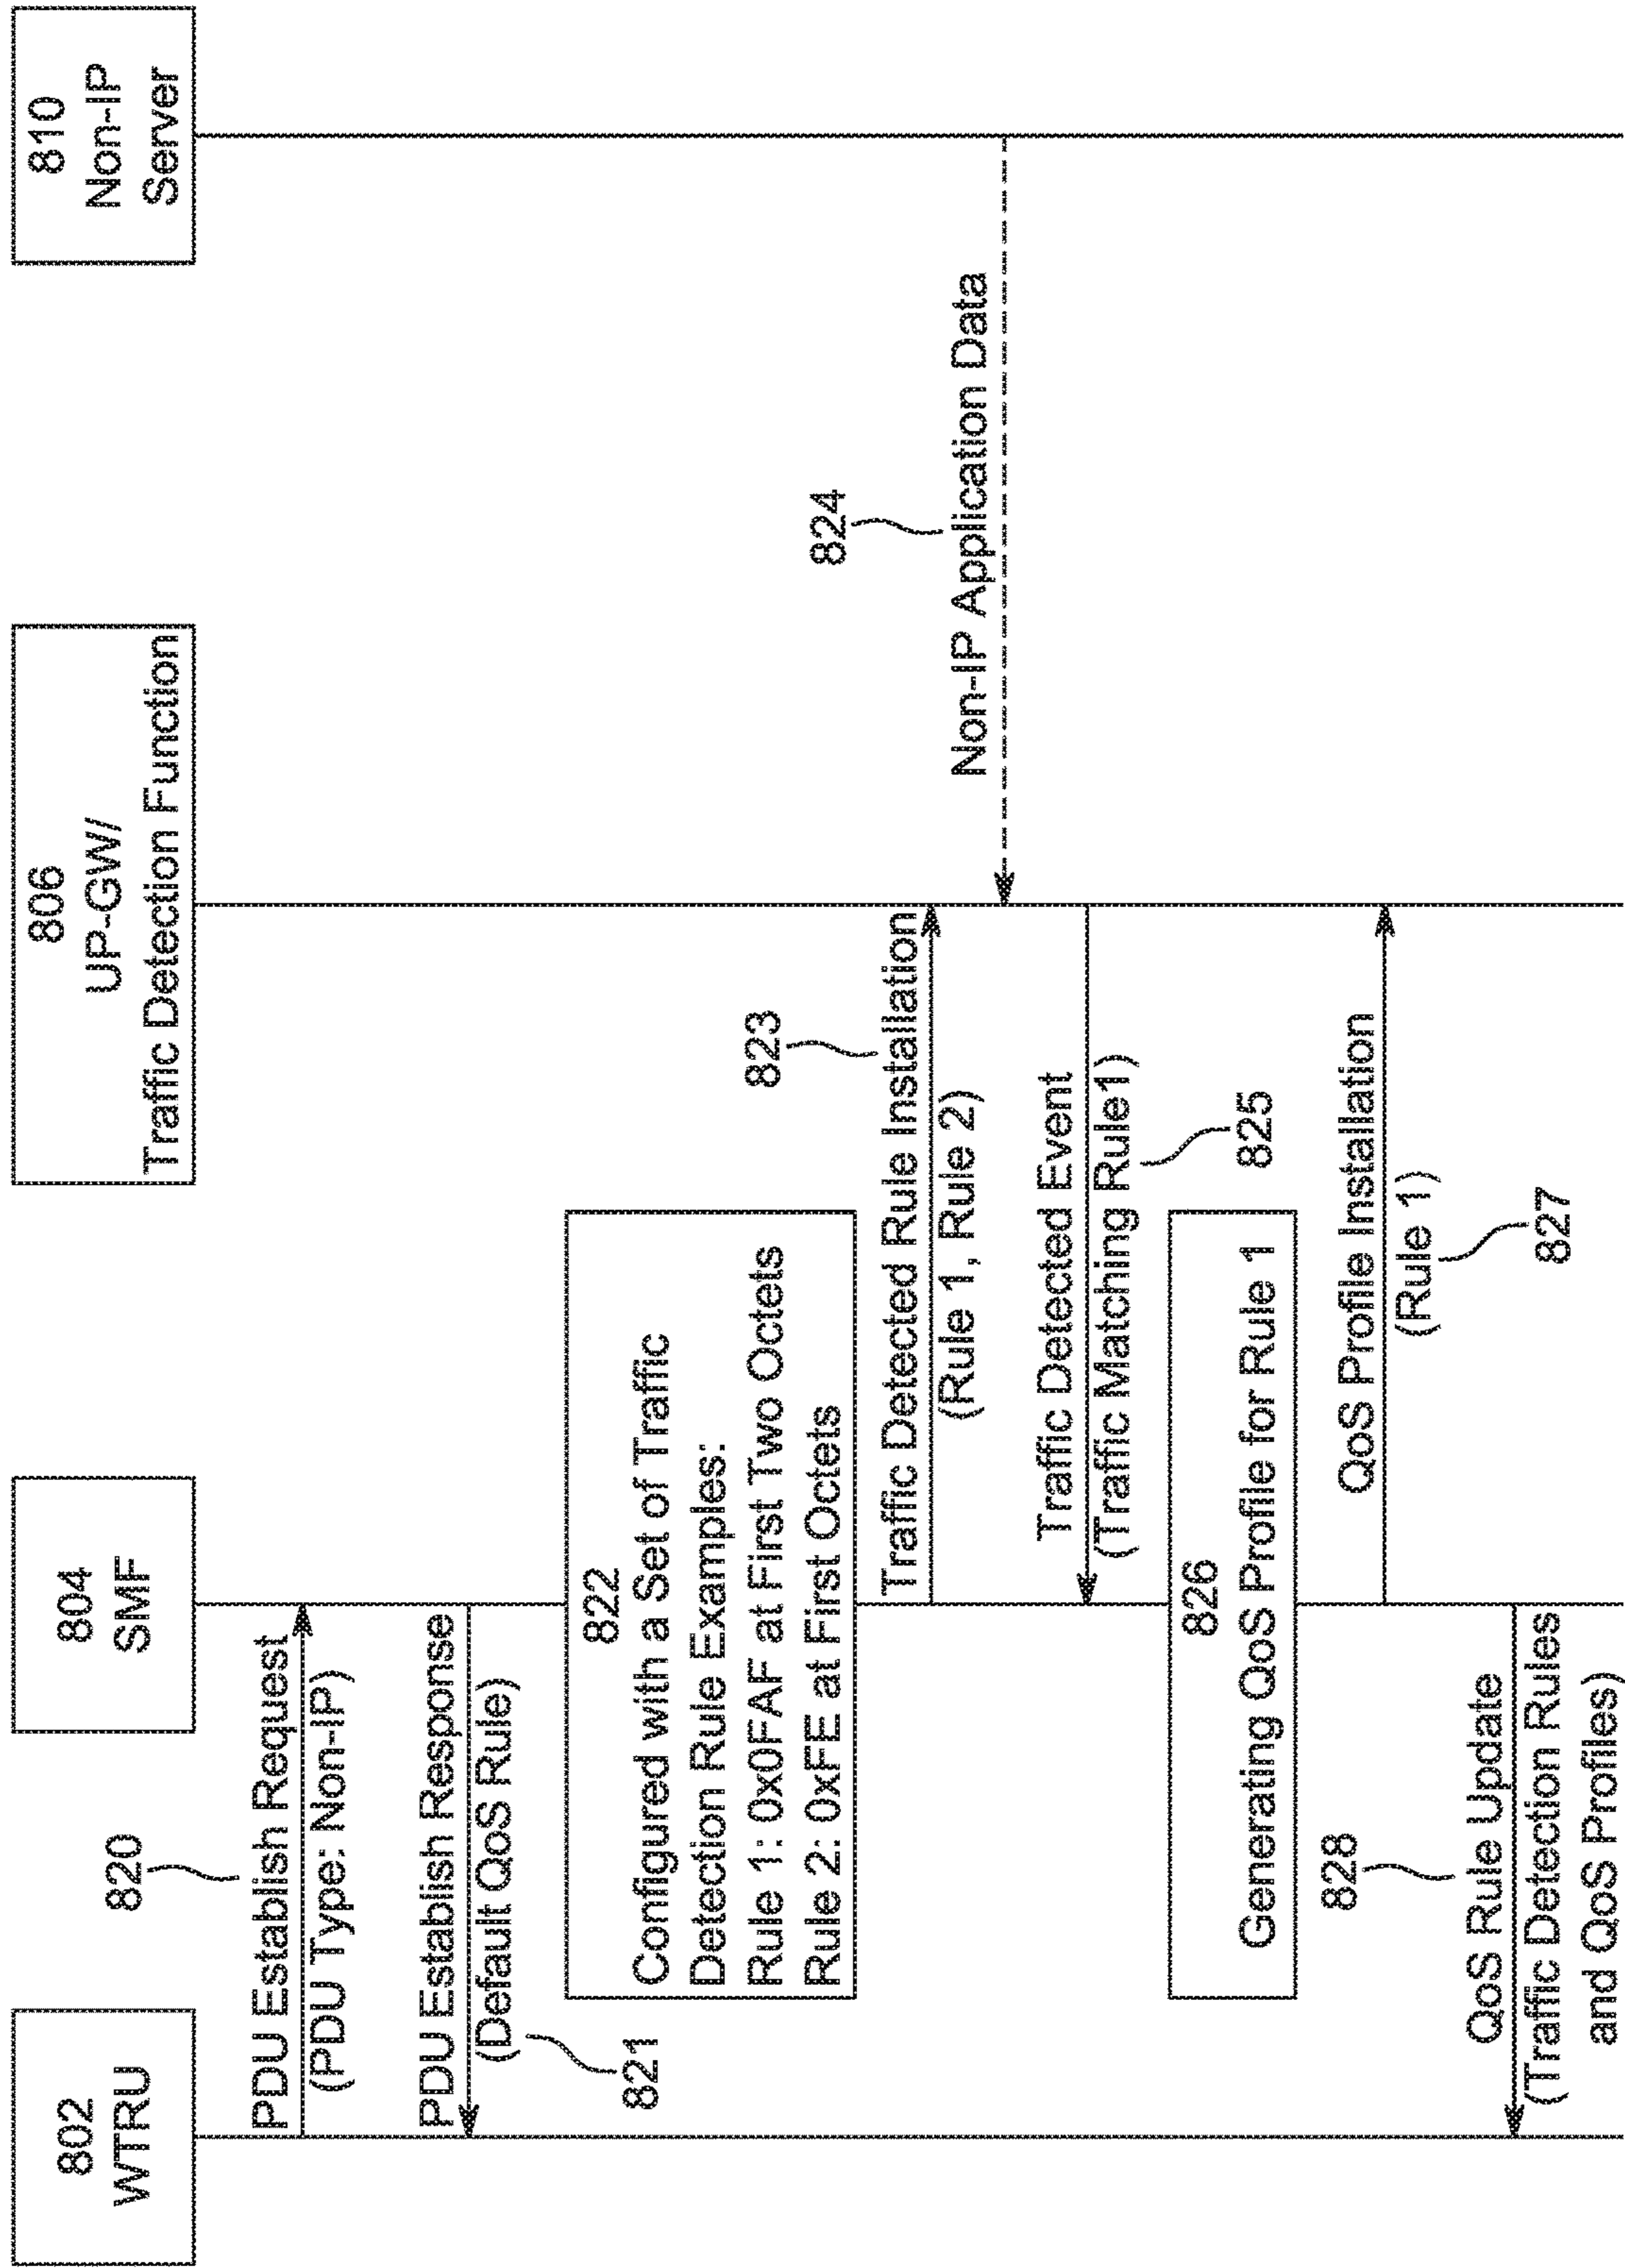 802
WTRU
804
SMF
806
UP-GW/
Traffic Detection Function
810
Non-IP
Server
820
PDU Establish Request
(PDU Type: Non-IP)
PDU Establish Response
(Default QoS Rule)
821
822
Configured with a Set of Traffic
Detection Rule Examples:
Rule 1: 0x0FAF at First Two Octets
Rule 2: 0xFE at First Octets
823
Traffic Detected Rule Installation
(Rule 1, Rule 2)
824
Non-IP Application Data
Traffic Detected Event
(Traffic Matching Rule1)
825
826
Generating QoS Profile for Rule 1
QoS Profile Installation
(Rule 1)
827
828
QoS Rule Update
(Traffic Detection Rules
and QoS Profiles)